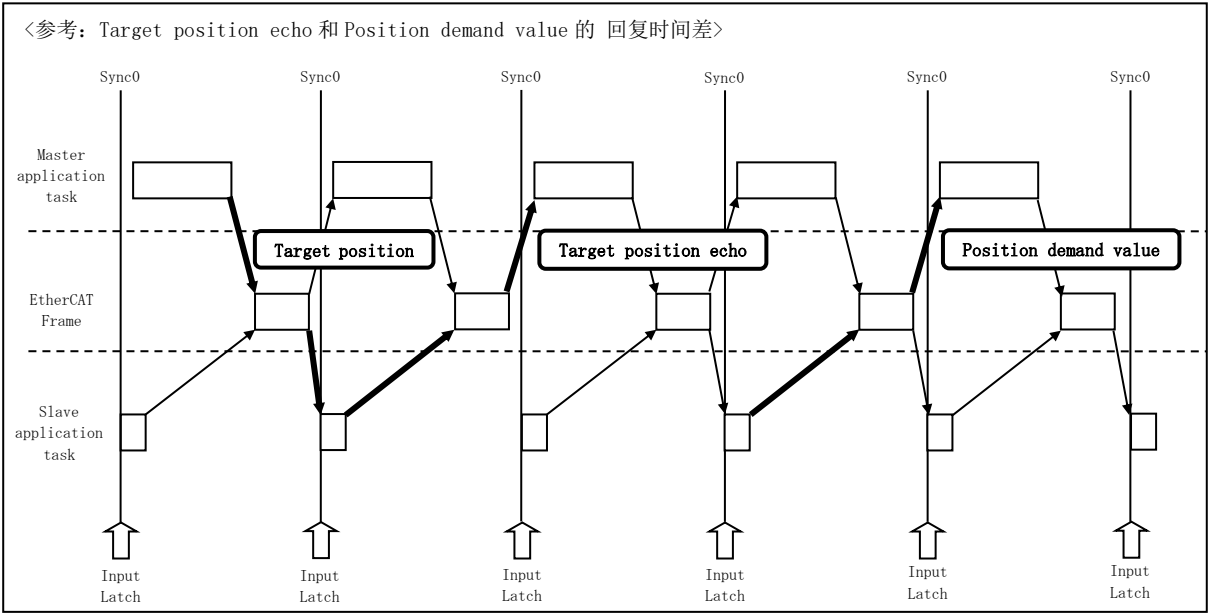 <参考：Target position echo 和 Position demand value 的 回复时间差>
Sync0 Sync0 Sync0 Sync0 Sync0 Sync0
Master
application
task
Target position Target position echo Position demand value
EtherCAT
Frame
Slave
application
task
Input Input Input Input Input Input
Latch Latch Latch Latch Latch Latch